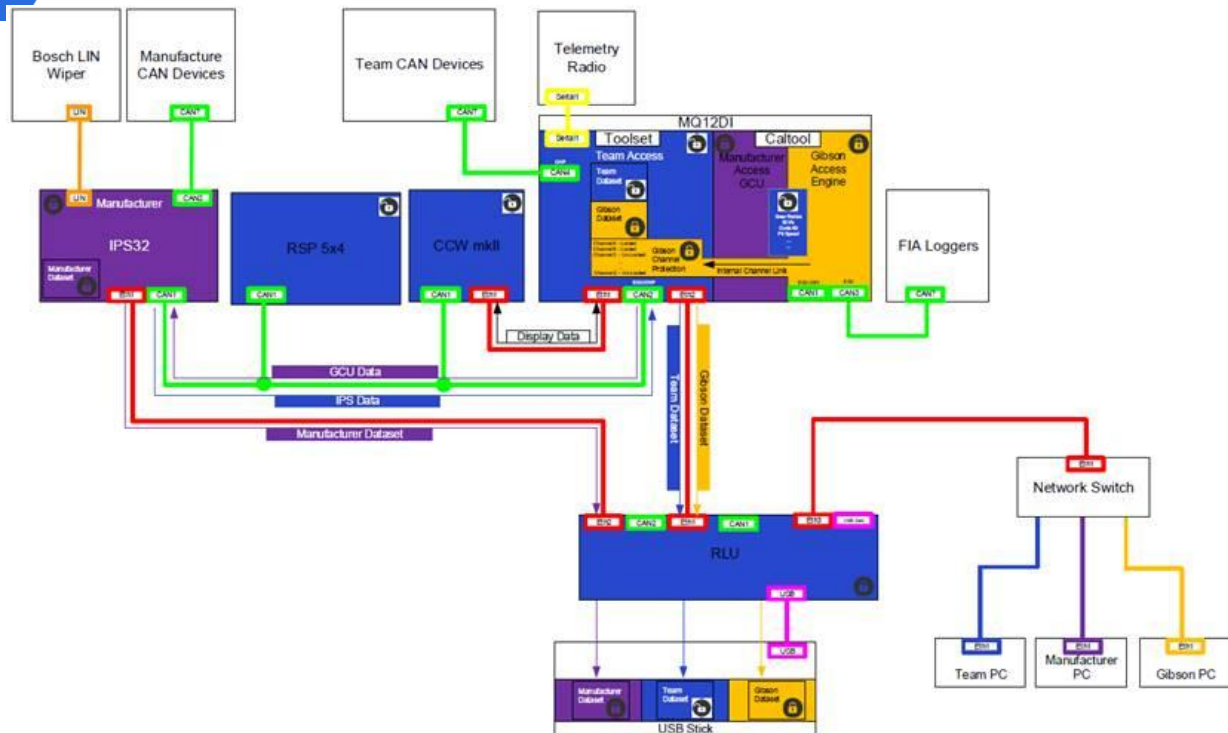 Bosch LIN
Wiper
LIN
Manufacture
CAN Devices
CAN?
Team CAN Devices
CAN?
Telemetry
Radio
Serial1
MQ12DI
Serial1
Toolset
Team Access
Team
Dataset
Gibson
Dataset
Gibson
Channel
Protection
Internal Channel Link
CAN4
Caltool
Manufacturer
Access
GCU
Gibson
Access
Engine
Eth1
CAN2
Eth2
CAN1
CAN3
FIA Loggers
CAN?
LIN
CAN2
Manufacturer
IPS32
Manufacturer
Dataset
Eth1
CAN1
RSP 5x4
CAN1
CCW mkII
CAN1
Eth1
Display Data
GCU Data
IPS Data
Manufacturer Dataset
Team Dataset
Gibson Dataset
Eth2
CAN2
Eth1
CAN1
Eth3
RLU
USB
USB
Manufacturer
Dataset
Team
Dataset
Gibson
Dataset
USB Stick
Eth1
Network Switch
Eth1
Team PC
Eth1
Manufacturer
PC
Eth1
Gibson PC